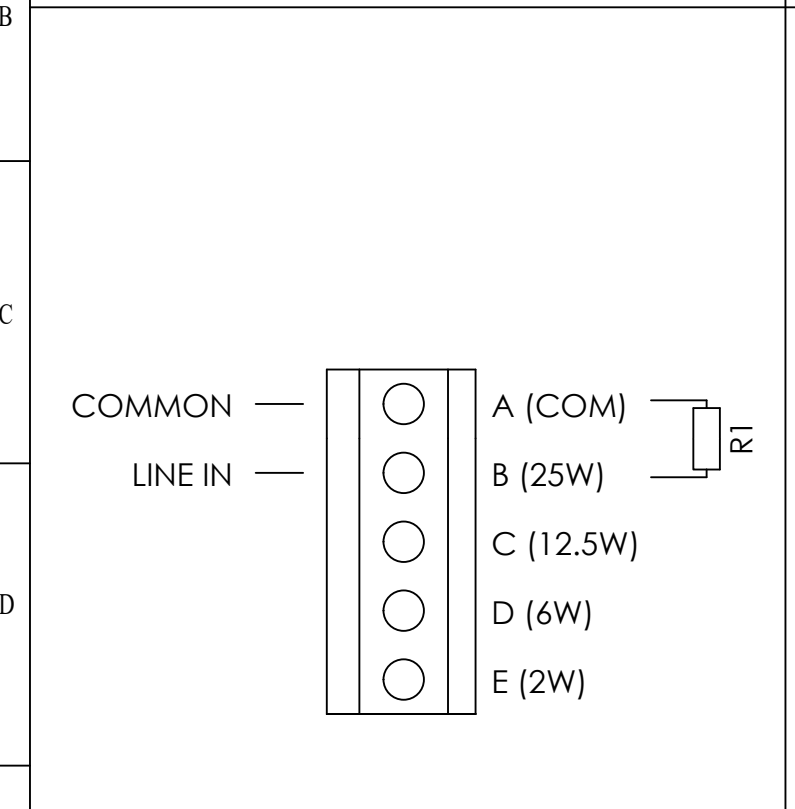 B
C
COMMON A (COM)
R1
LINE IN B (25W)
C (12.5W)
D D (6W)
E (2W)